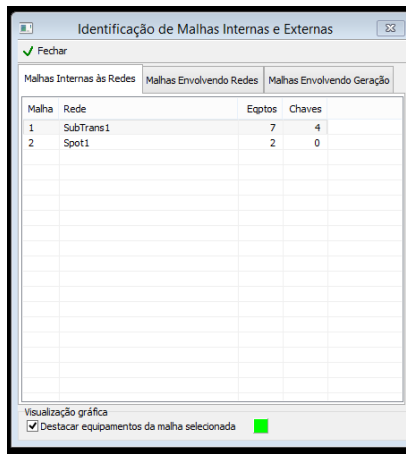 Identificação de Malhas Internas e Externas
Fechar
Malhas Internas às Redes Malhas Envolvendo Redes Malhas Envolvendo Geração
Malha Rede Eqptos Chaves
1 SubTrans1 7 4
2 Spot1 2 0
Visualização gráfica
Destacar equipamentos da malha selecionada